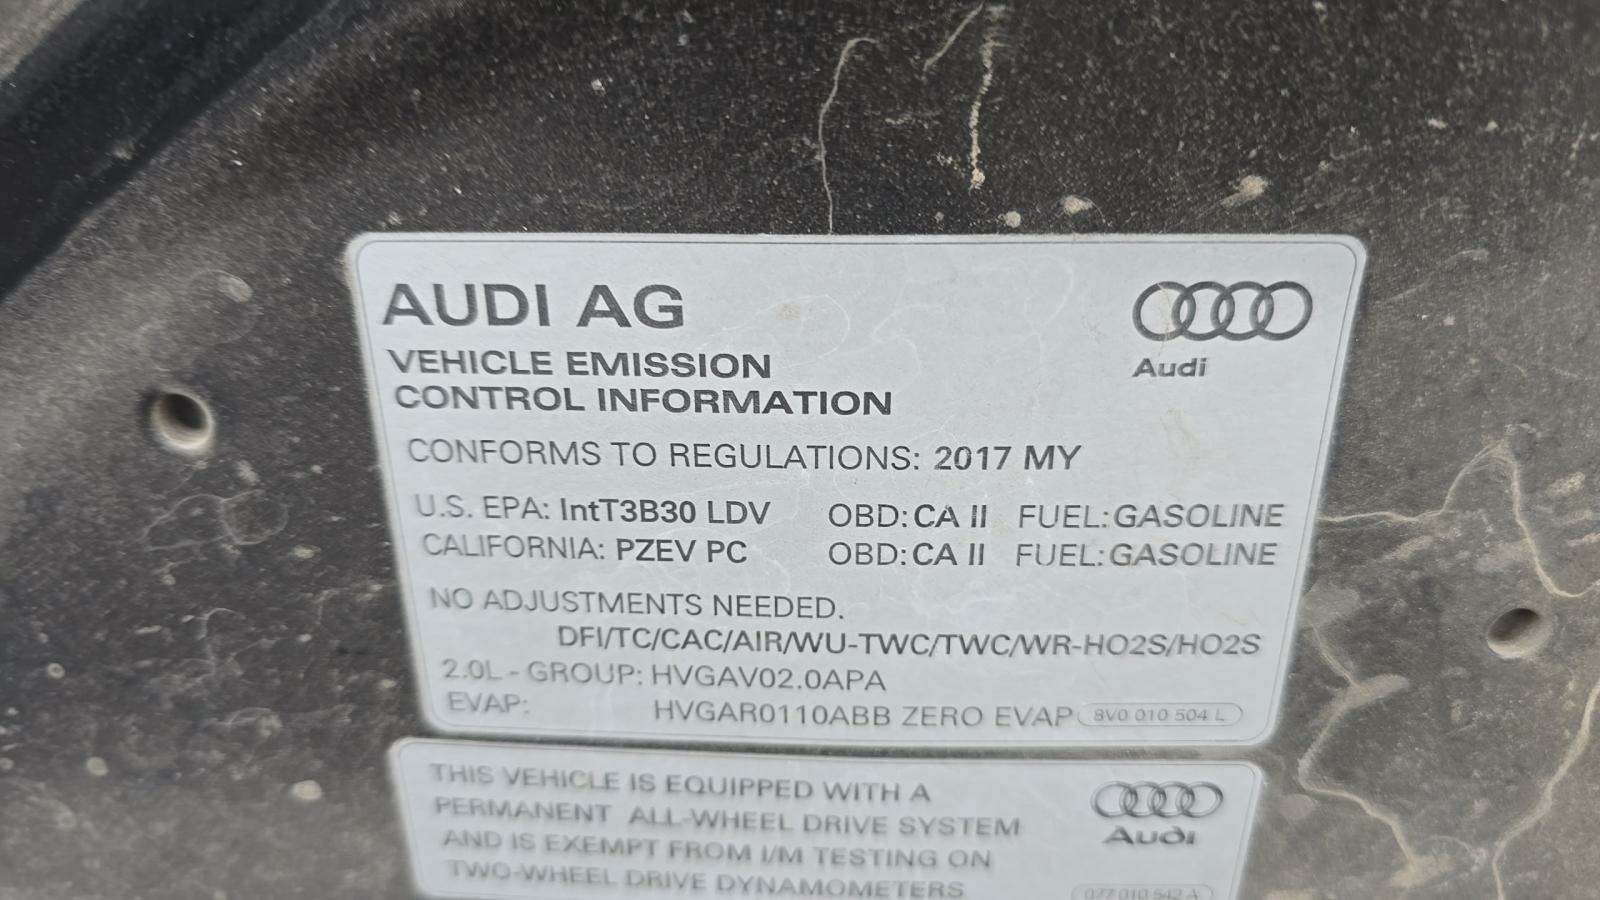 AUDI AG
Audi
VEHICLE EMISSION
CONTROL INFORMATION
CONFORMS TO REGULATIONS: 2017 MY
U.S. EPA: IntT3B30 LDV OBD: CA II FUEL: GASOLINE
CALIFORNIA: PZEV PC OBD: CA II FUEL: GASOLINE
NO ADJUSTMENTS NEEDED.
DFI/TC/CAC/AIR/WU-TWC/TWC/WR-HO2S/HO2S
2.0L - GROUP: HVGAV02.0APA
EVAP: HVGAR0110ABB ZERO EVAP 8V0 010 504 L
THIS VEHICLE IS EQUIPPED WITH A
PERMANENT ALL-WHEEL DRIVE SYSTEM
AND IS EXEMPT FROM I/M TESTING ON
TWO-WHEEL DRIVE DYNAMOMETERS
Audi
077 010 542 A